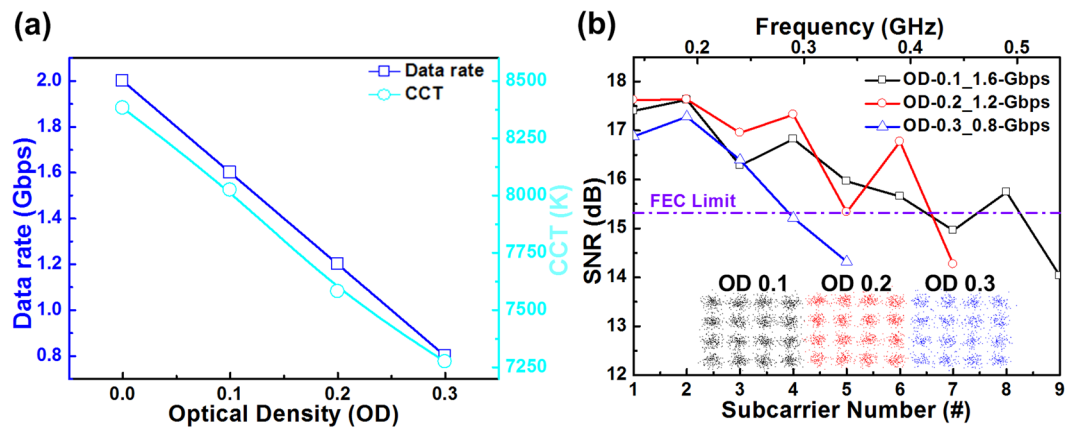 (a)
Data rate
CCT
Data rate (Gbps)
2.0
1.8
1.6
1.4
1.2
1.0
0.8
8500
8250
8000
7750
7500
7250
CCT (K)
0.0 0.1 0.2 0.3
Optical Density (OD)
(b)
Frequency (GHz)
0.2 0.3 0.4 0.5
OD-0.1_1.6-Gbps
OD-0.2_1.2-Gbps
OD-0.3_0.8-Gbps
SNR (dB)
18
17
16
15
14
13
12
FEC Limit
OD 0.1 OD 0.2 OD 0.3
1 2 3 4 5 6 7 8 9
Subcarrier Number (#)